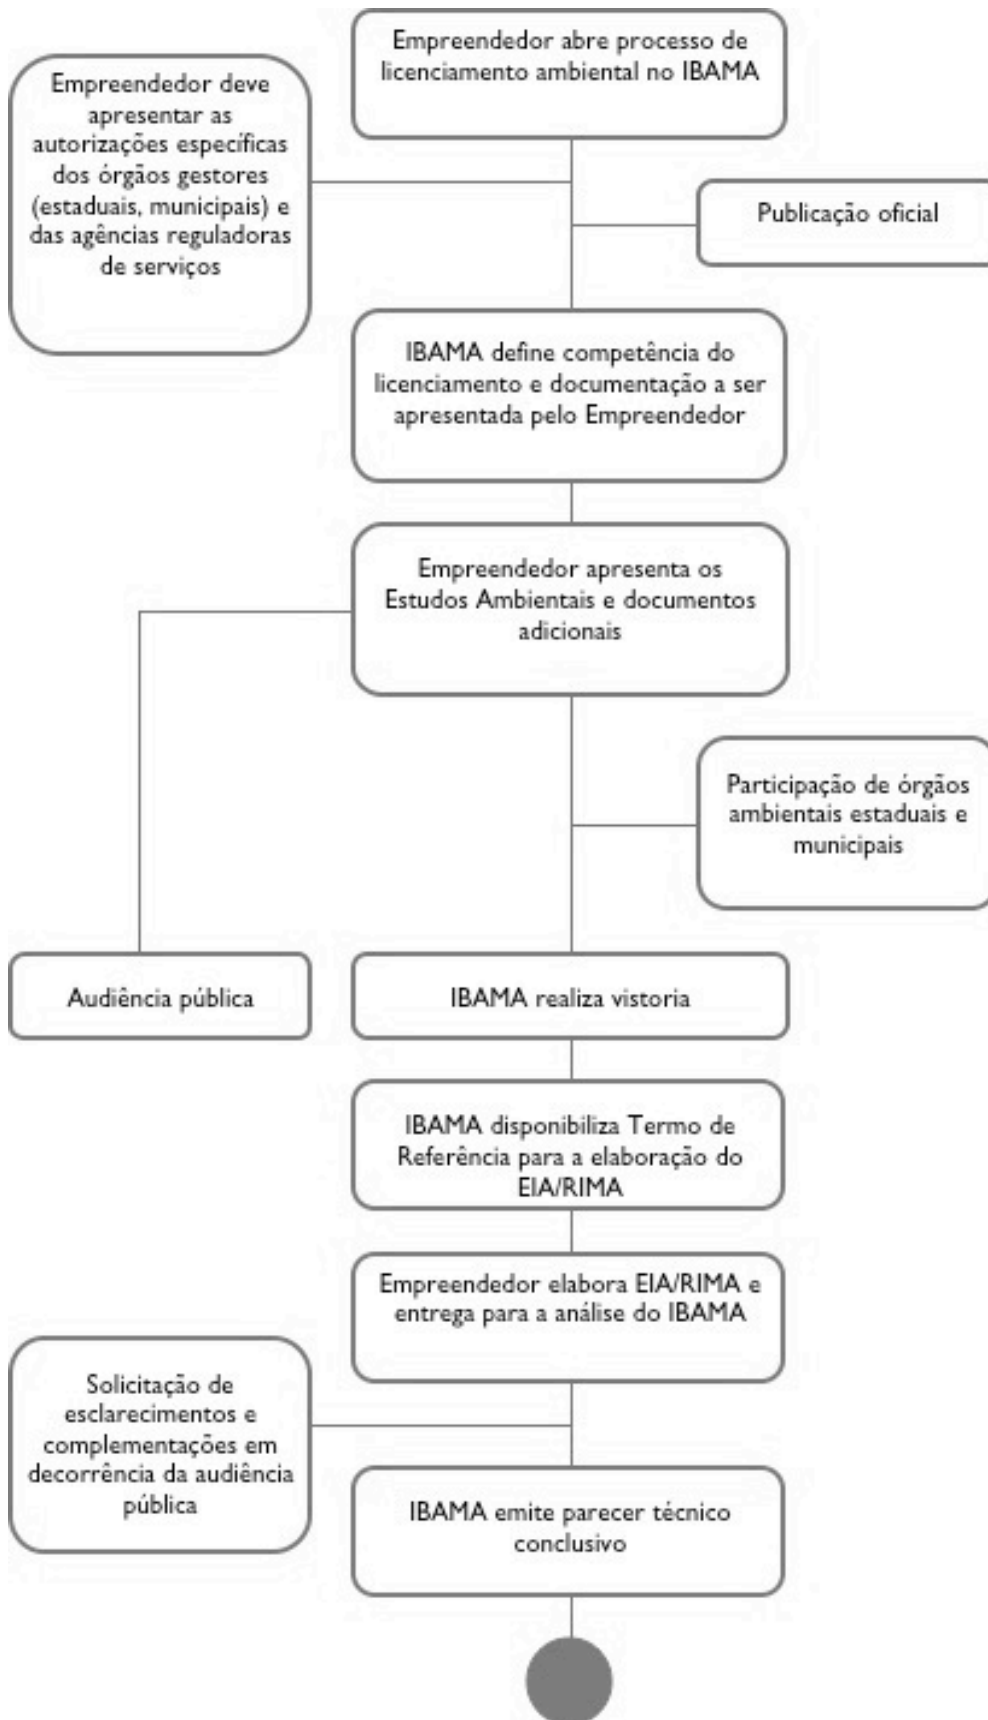 Empreendedor abre processo de
licenciamento ambiental no IBAMA
Empreendedor deve
apresentar as
autorizações específicas
dos órgãos gestores
(estaduais, municipais) e
das agências reguladoras
de serviços
Publicação oficial
IBAMA define competência do
licenciamento e documentação a ser
apresentada pelo Empreendedor
Empreendedor apresenta os
Estudos Ambientais e documentos
adicionais
Participação de órgãos
ambientais estaduais e
municipais
Audiência pública
IBAMA realiza vistoria
IBAMA disponibiliza Termo de
Referência para a elaboração do
EIA/RIMA
Empreendedor elabora EIA/RIMA e
entrega para a análise do IBAMA
Solicitação de
esclarecimentos e
complementações em
decorrência da audiência
pública
IBAMA emite parecer técnico
conclusivo